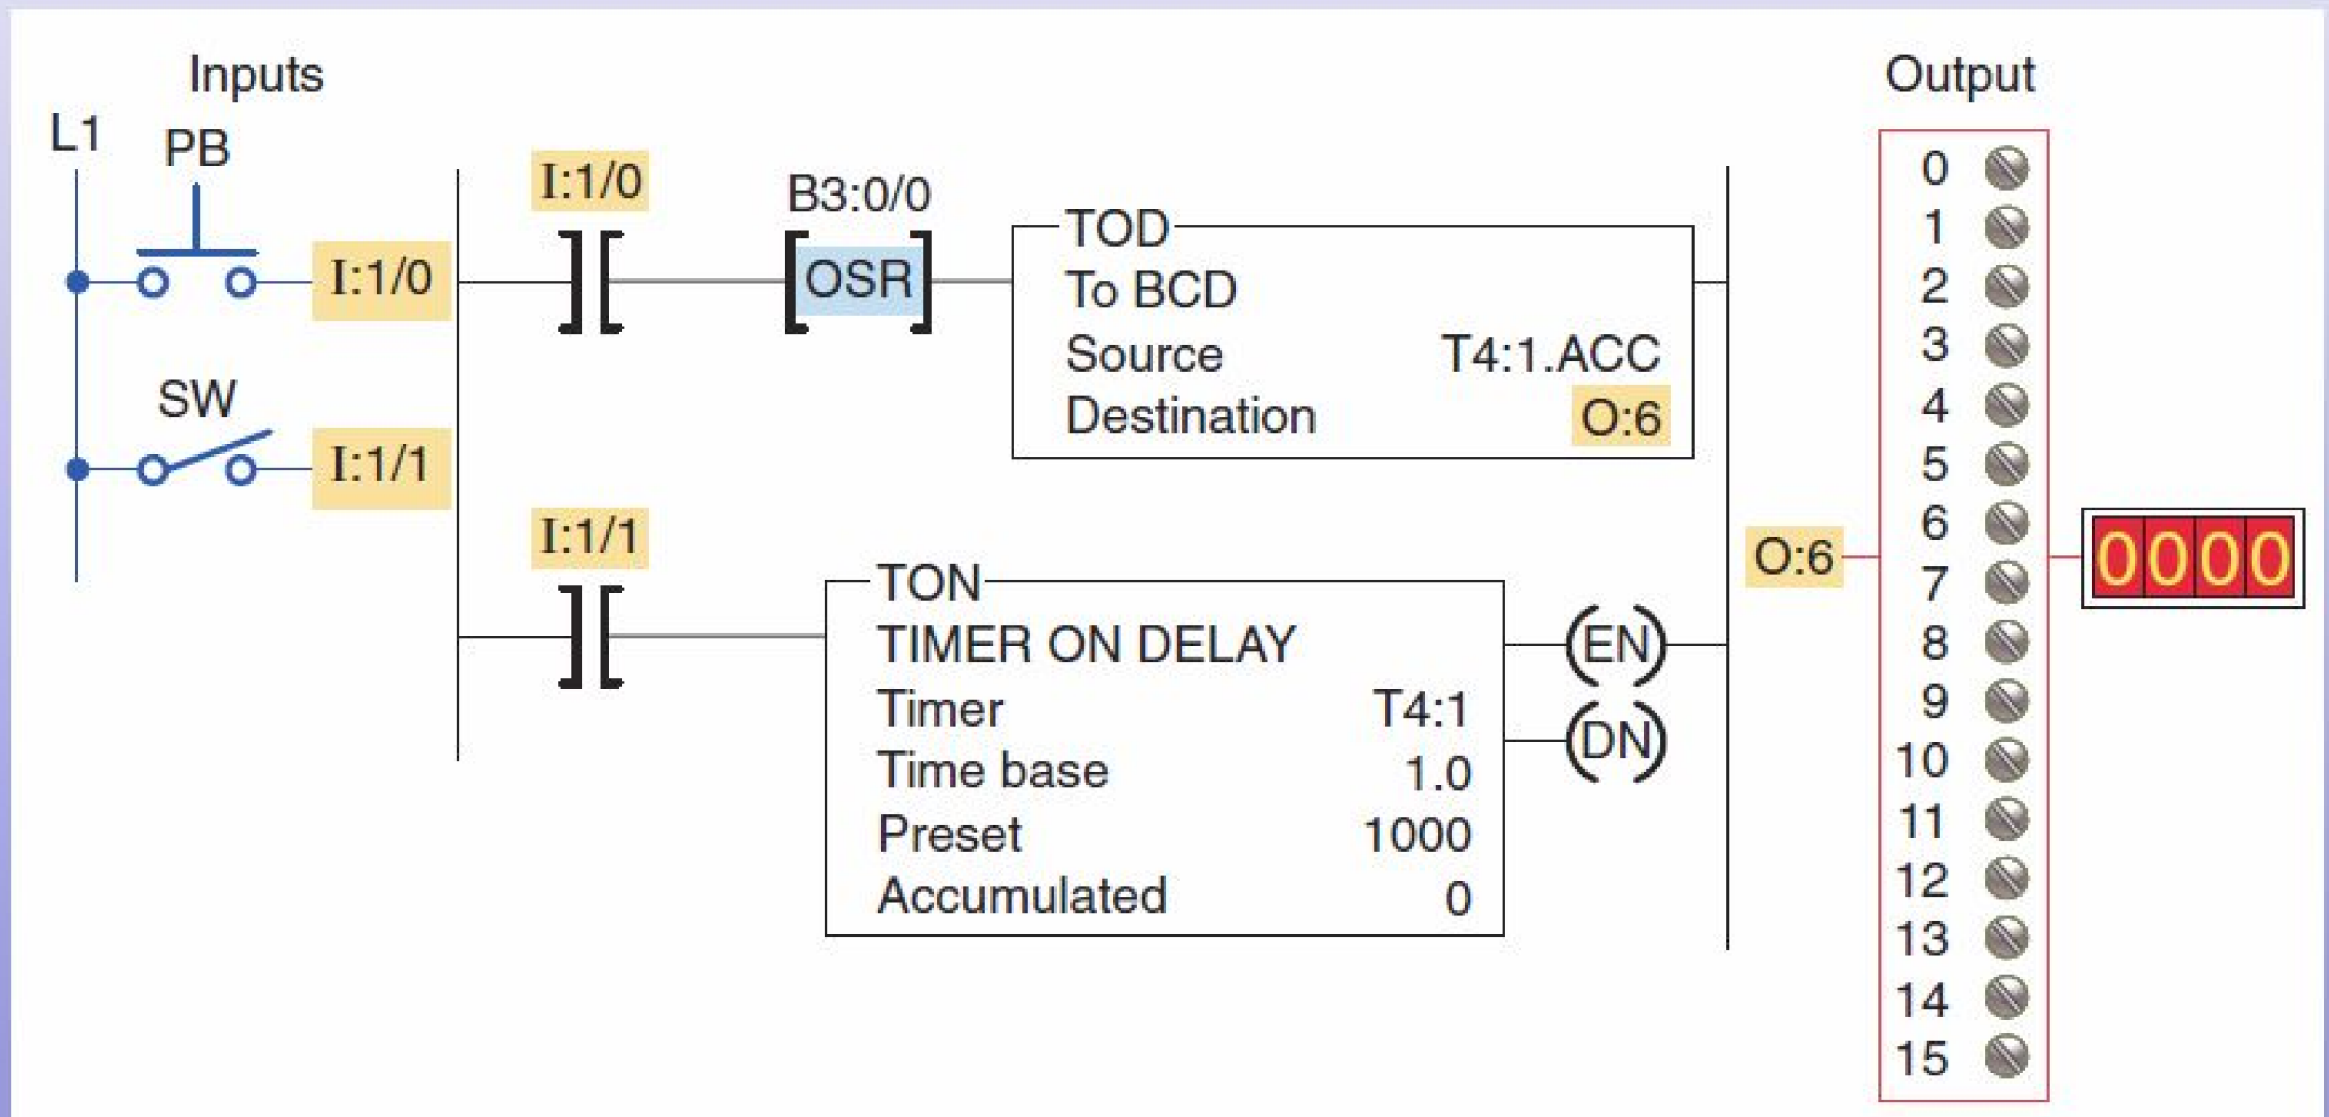 Inputs
L1
PB
I:1/0
SW
I:1/1
I:1/0
B3:0/0
OSR
TOD
To BCD
Source T4:1.ACC
Destination O:6
I:1/1
TON
TIMER ON DELAY
Timer T4:1
Time base 1.0
Preset 1000
Accumulated 0
EN
DN
Output
O:6
0
1
2
3
4
5
6
7
8
9
10
11
12
13
14
15
0000